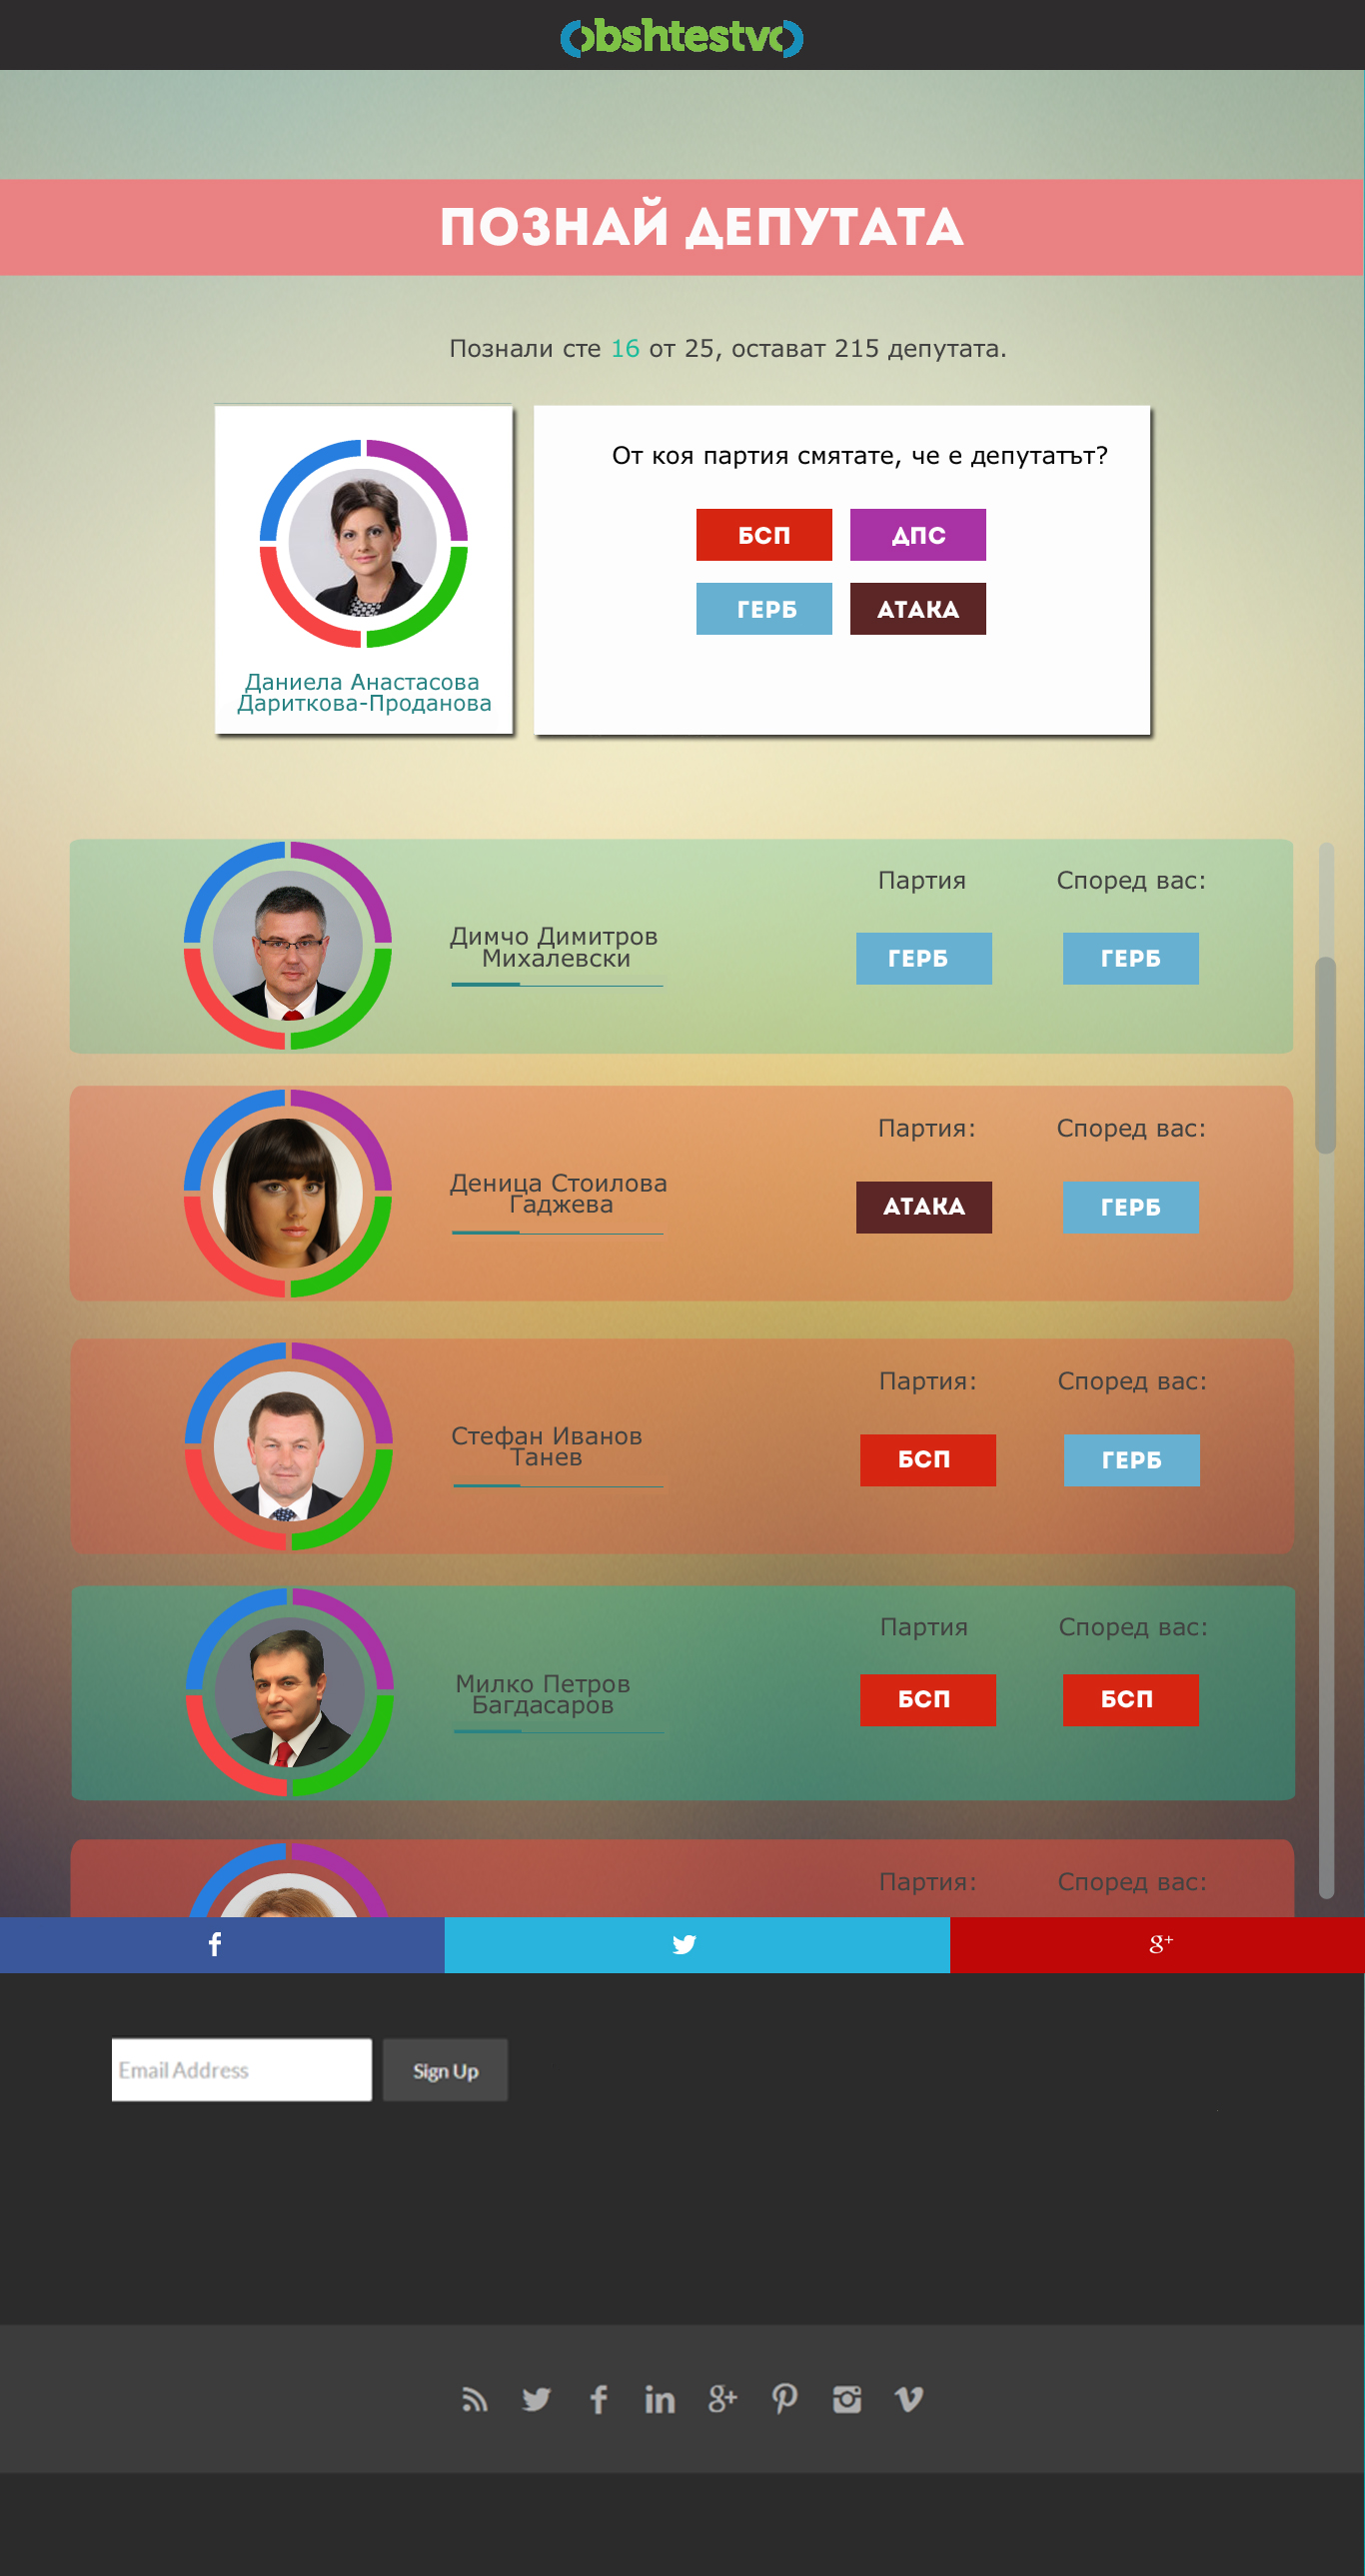 obshtestvo
ПОЗНАЙ ДЕПУТАТА
Познали сте 16 от 25, остават 215 депутата.
Даниела Анастасова
Дариткова-Проданова
От коя партия смятате, че е депутатът?
БСП ДПС
ГЕРБ АТАКА
Димчо Димитров
Михалевски
Партия Според вас:
ГЕРБ ГЕРБ
Деница Стоилова
Гаджева
Партия: Според вас:
АТАКА ГЕРБ
Стефан Иванов
Танев
Партия: Според вас:
БСП ГЕРБ
Милко Петров
Багдасаров
Партия Според вас:
БСП БСП
Партия: Според вас:
Email Address Sign Up